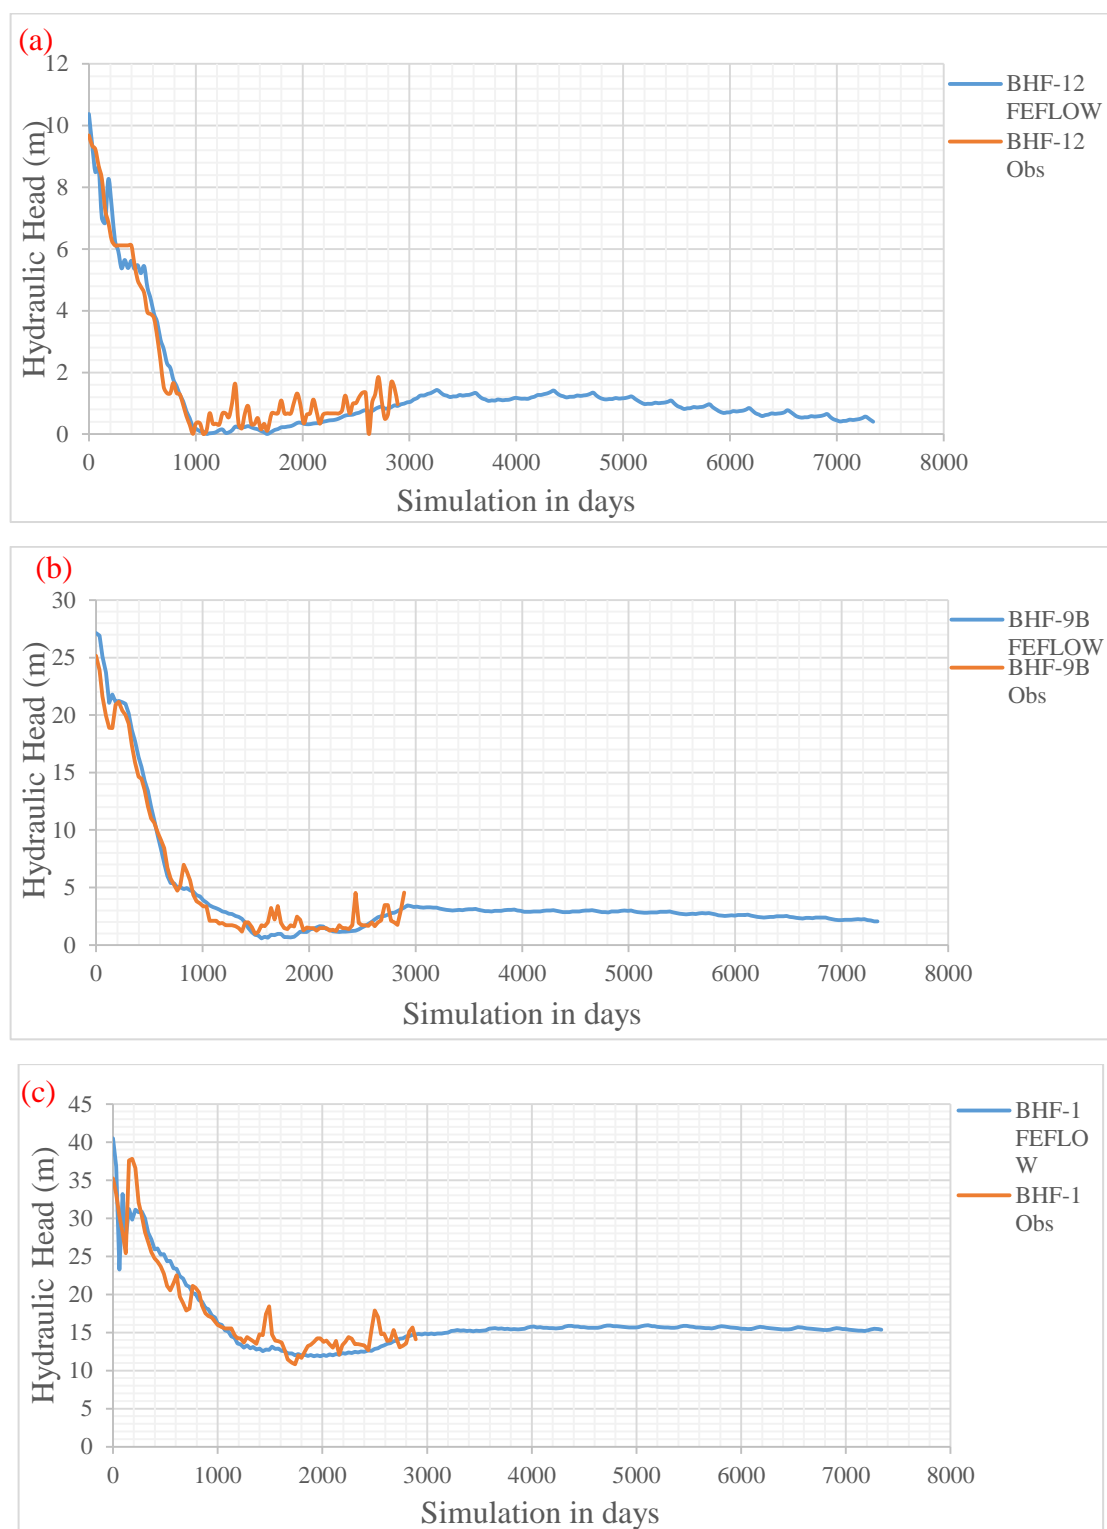 (a)
12
10
8
6
4
2
0
Hydraulic Head (m)
0 1000 2000 3000 4000 5000 6000 7000 8000
Simulation in days
BHF-12
FEFLOW
BHF-12
Obs
(b)
30
25
20
15
10
5
0
Hydraulic Head (m)
0 1000 2000 3000 4000 5000 6000 7000 8000
Simulation in days
BHF-9B
FEFLOW
BHF-9B
Obs
(c)
45
40
35
30
25
20
15
10
5
0
Hydraulic Head (m)
0 1000 2000 3000 4000 5000 6000 7000 8000
Simulation in days
BHF-1
FEFLO
W
BHF-1
Obs